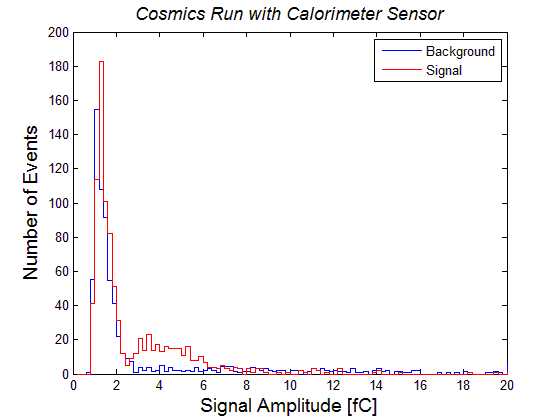 Cosmics Run with Calorimeter Sensor
200
180
160
140
120
100
80
60
40
20
0
Number of Events
Background
Signal
0 2 4 6 8 10 12 14 16 18 20
Signal Amplitude [fC]